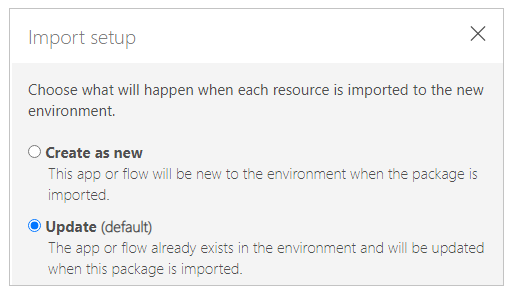 Import setup
Choose what will happen when each resource is imported to the new
environment.
Create as new
This app or flow will be new to the environment when the package is
imported.
Update (default)
The app or flow already exists in the environment and will be updated
when this package is imported.